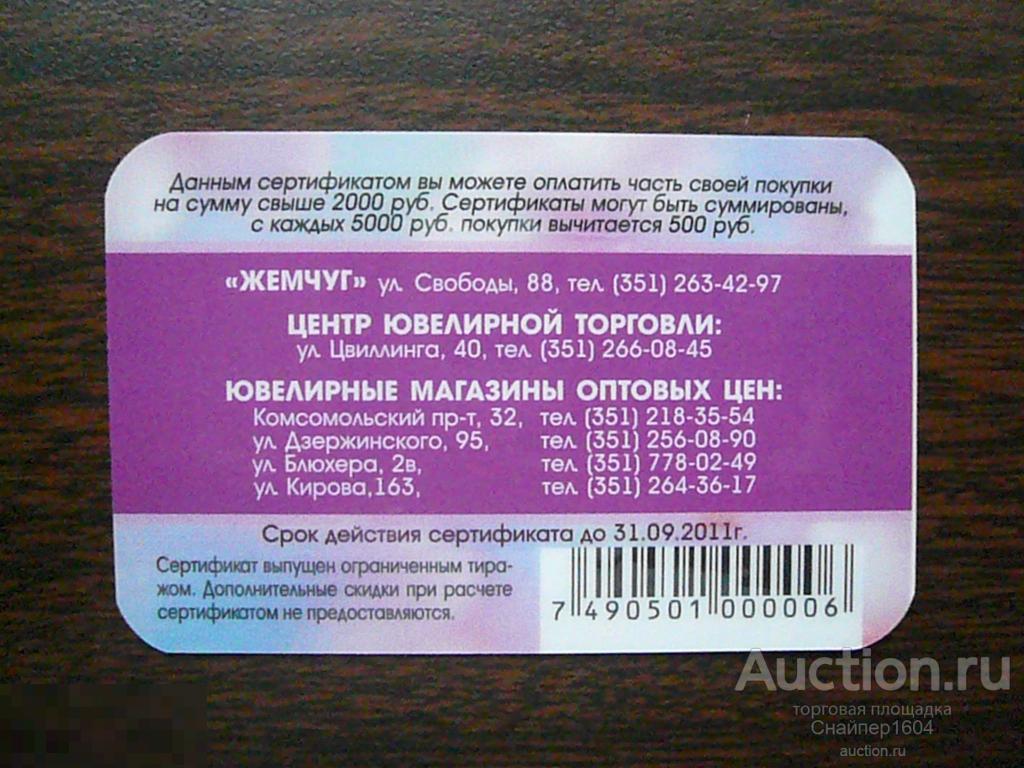 Данным сертификатом вы можете оплатить часть своей покупки
на сумму свыше 2000 руб. Сертификаты могут быть суммированы,
с каждых 5000 руб. покупки вычитается 500 руб.
«ЖЕМЧУГ» ул. Свободы, 88, тел. (351) 263-42-97
ЦЕНТР ЮВЕЛИРНОЙ ТОРГОВЛИ:
ул. Цвиллинга, 40, тел. (351) 266-08-45
ЮВЕЛИРНЫЕ МАГАЗИНЫ ОПТОВЫХ ЦЕН:
Комсомольский пр-т, 32, тел. (351) 218-35-54
ул. Дзержинского, 95, тел. (351) 256-08-90
ул. Блюхера, 2в, тел. (351) 778-02-49
ул. Кирова,163, тел. (351) 264-36-17
Срок действия сертификата до 31.09.2011г.
Сертификат выпущен ограниченным тира-
жом. Дополнительные скидки при расчете
сертификатом не предоставляются.
7 490501 000006
Auction.ru
торговая площадка
Снайпер1604
auction.ru